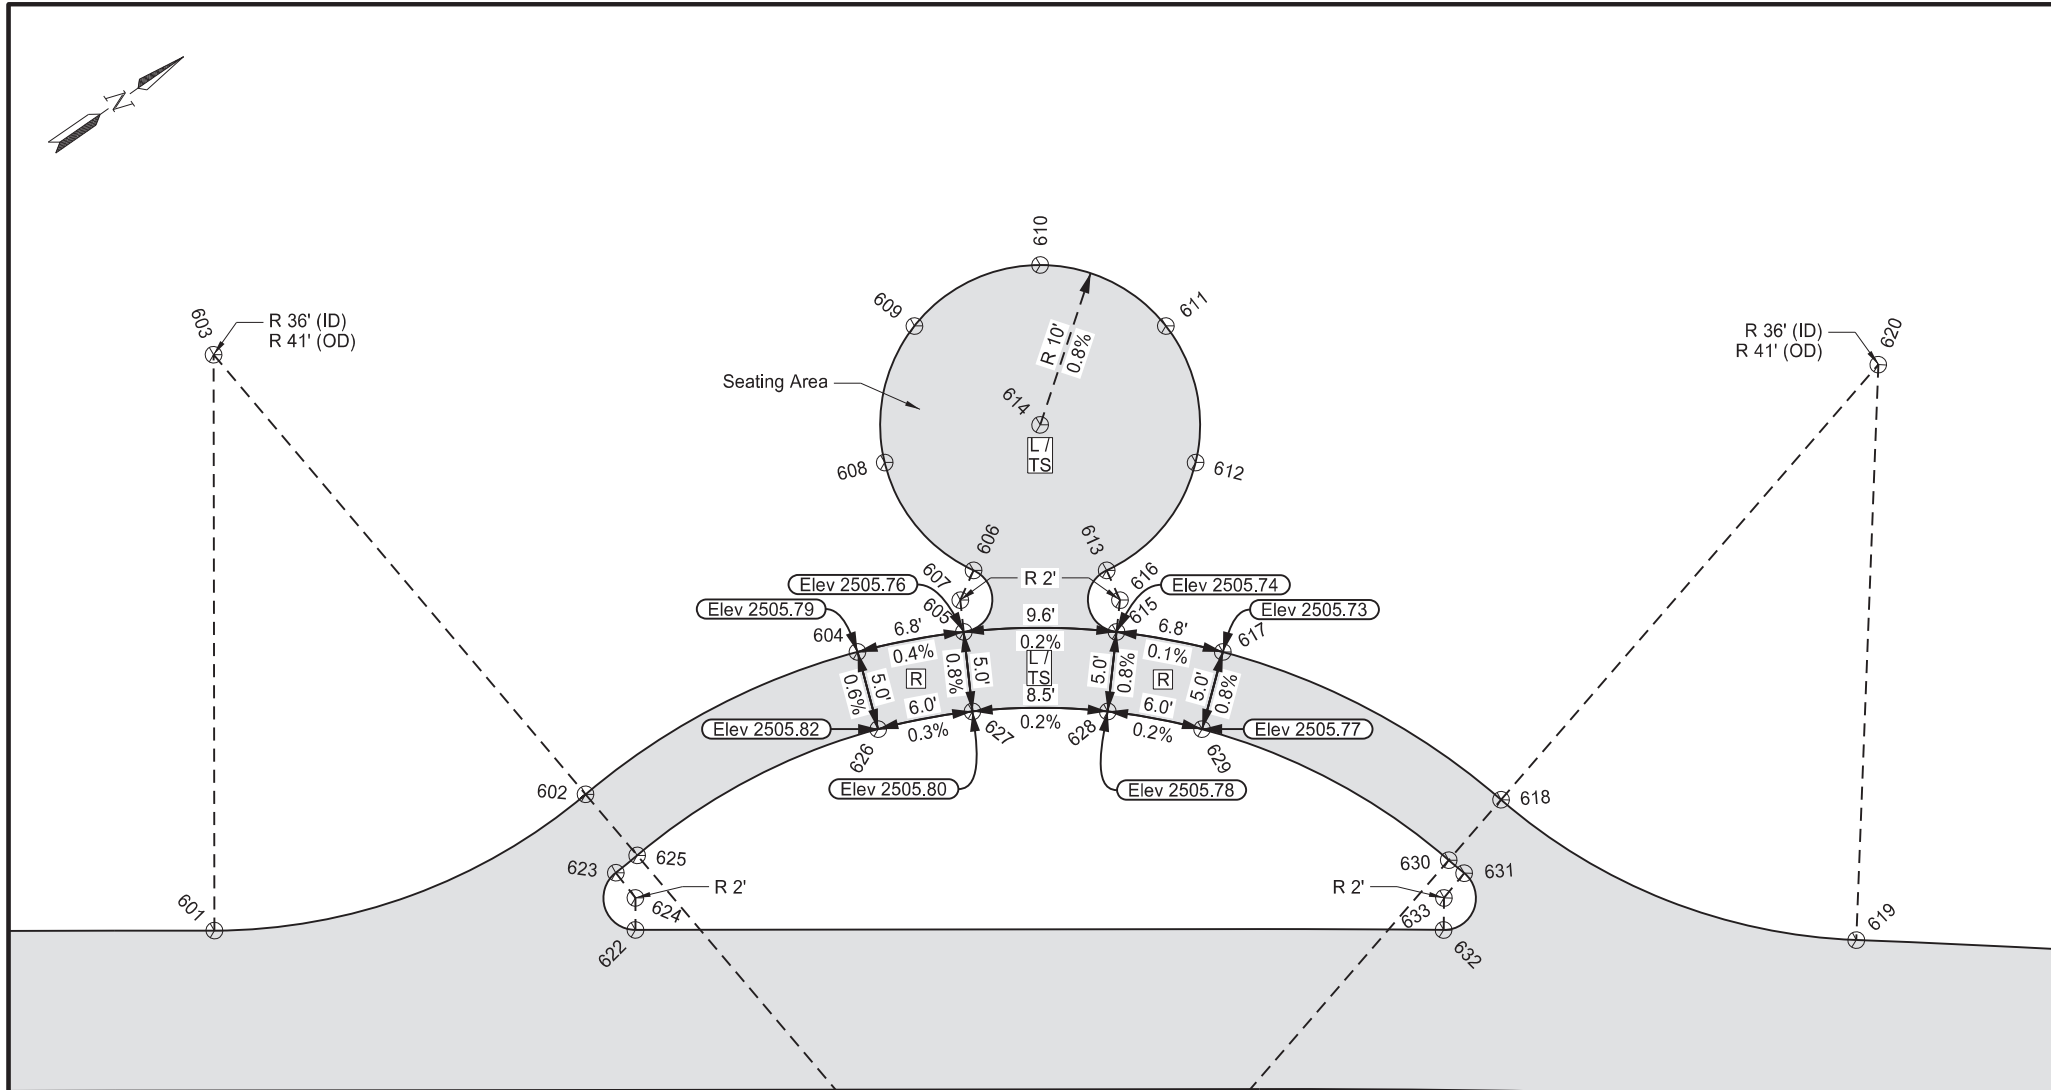 N
610
609
611
603
R 36' (ID)
R 41' (OD)
R 36' (ID)
R 41' (OD)
620
R 10'
0.8%
Seating Area
614
L /
TS
608
612
606
613
607
R 2'
616
Elev 2505.76
Elev 2505.74
Elev 2505.79
Elev 2505.73
605
9.6'
615
604
6.8'
6.8'
617
0.4%
0.2%
0.1%
L /
TS
R
R
5.0'
0.6%
5.0'
0.8%
5.0'
0.8%
5.0'
0.8%
8.5'
6.0'
6.0'
0.3%
0.2%
0.2%
Elev 2505.82
Elev 2505.77
626
627
628
629
Elev 2505.80
Elev 2505.78
602
618
625
630
623
631
R 2'
R 2'
624
633
601
619
622
632